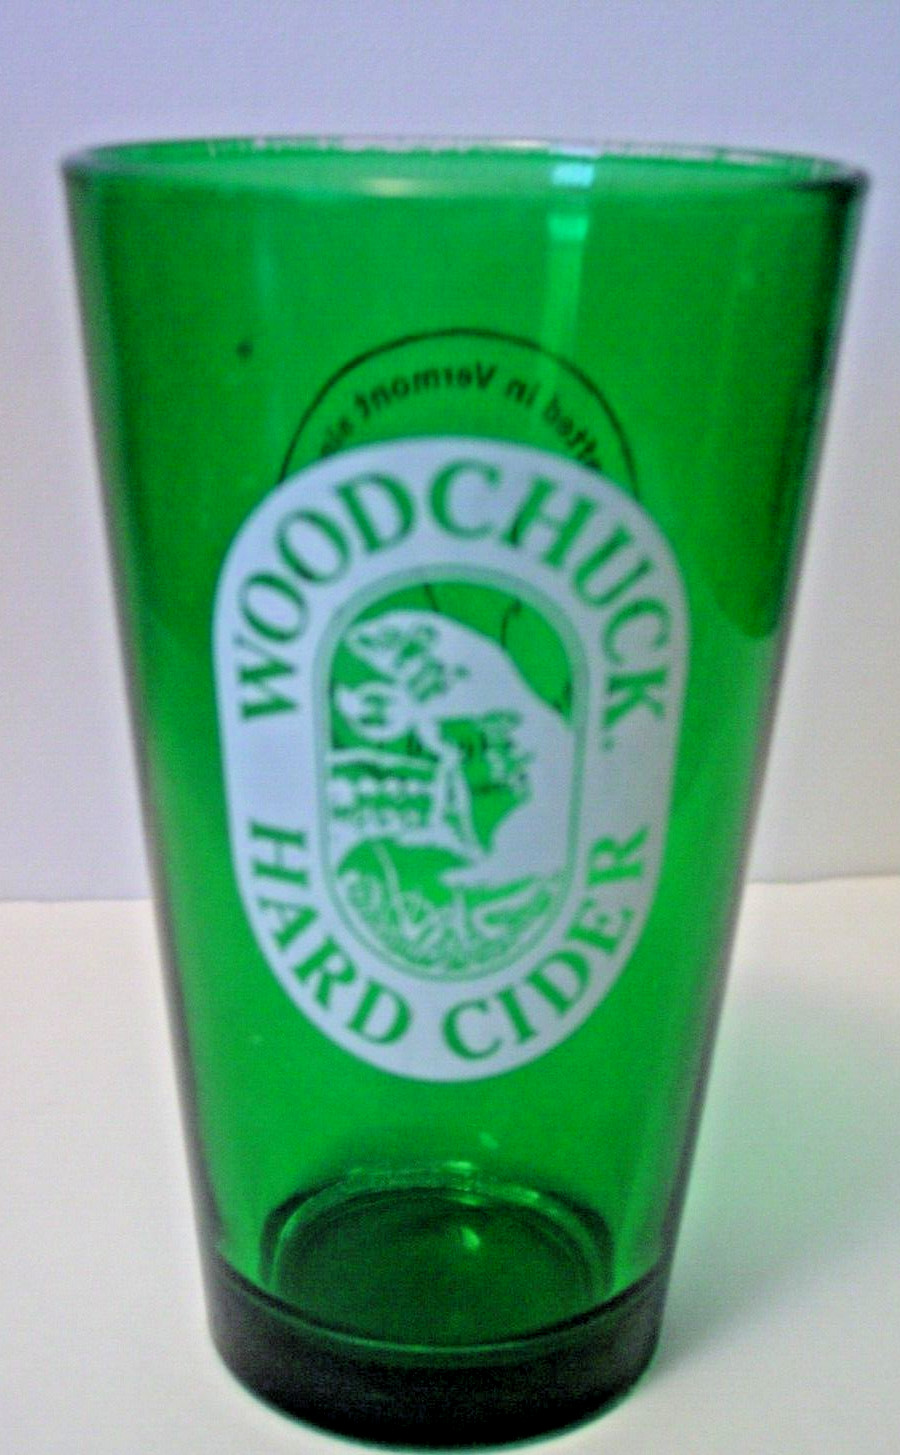 WOODCHUCK.
HARD CIDER
in Vermont